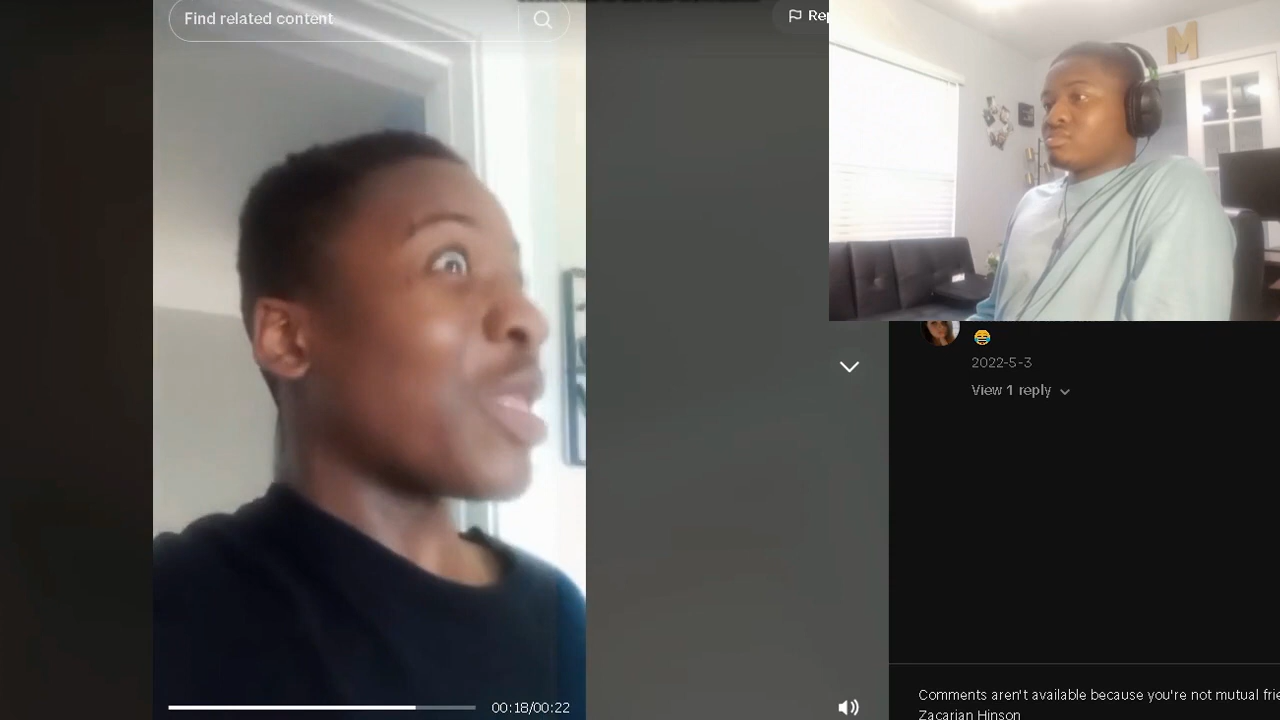 Find related content
Rep
M
2022-5-3
View 1 reply
00:18/00:22
Comments aren't available because you're not mutual frie
Zacarian Hinson